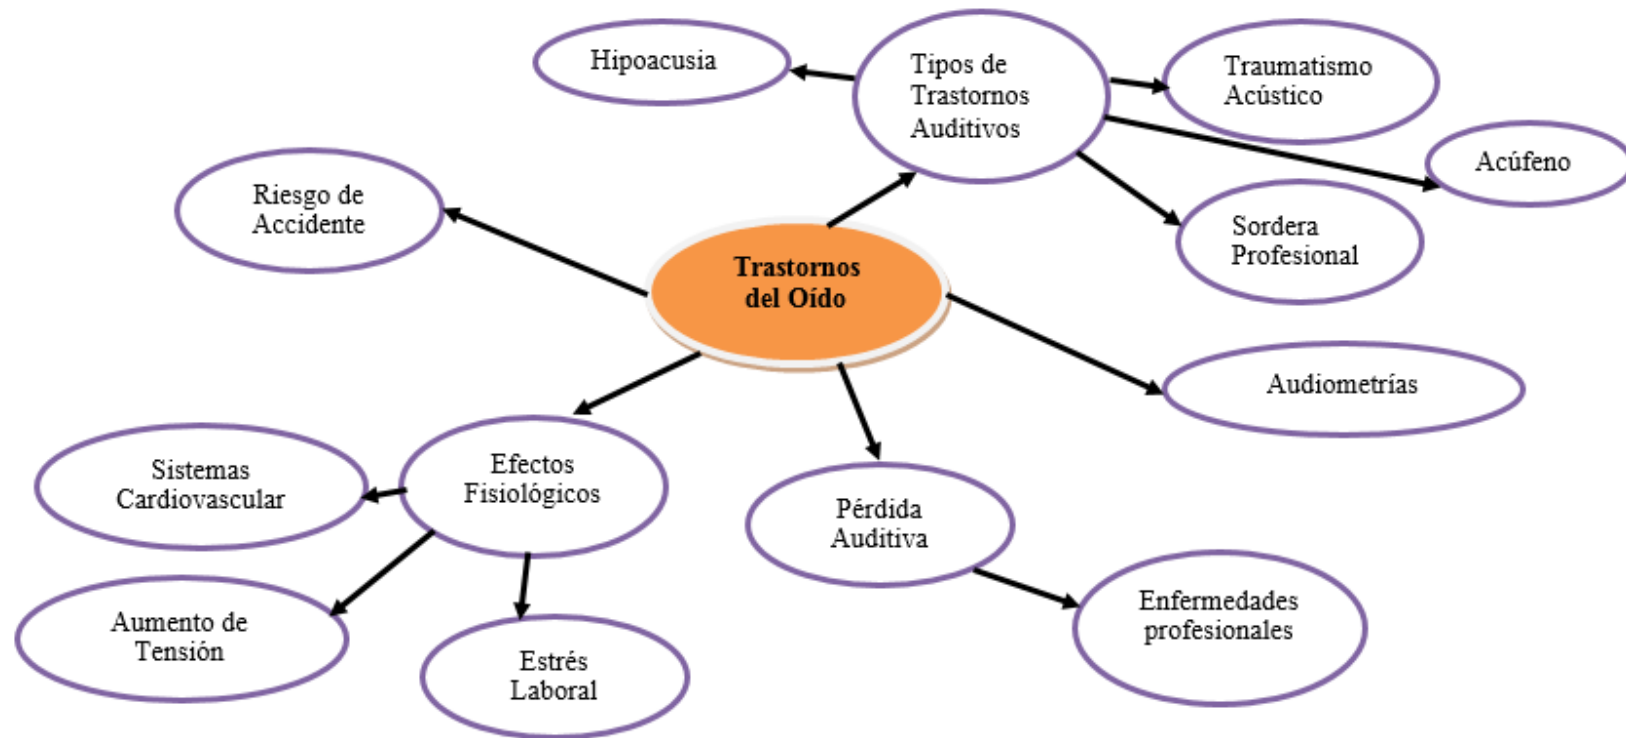 Hipoacusia
Tipos de
Trastornos
Auditivos
Traumatismo
Acústico
Acúfeno
Riesgo de
Accidente
Sordera
Profesional
Trastornos
del Oído
Audiometrías
Sistemas
Cardiovascular
Efectos
Fisiológicos
Pérdida
Auditiva
Aumento de
Tensión
Estrés
Laboral
Enfermedades
profesionales